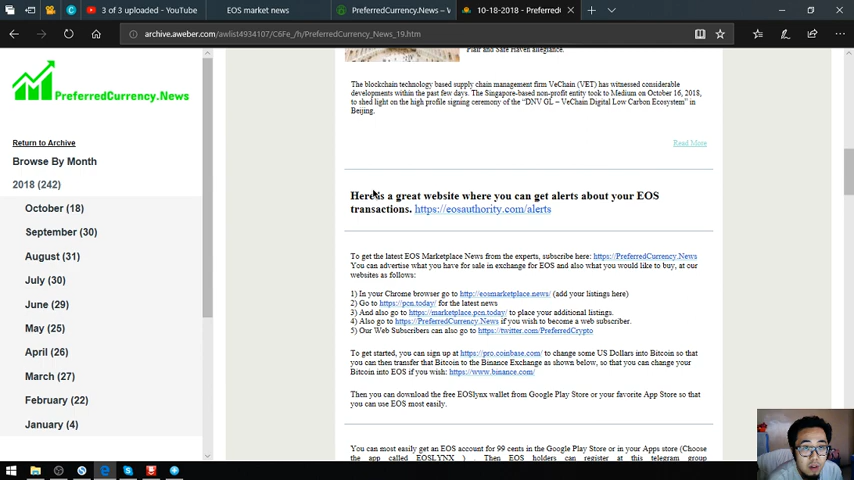 3 of 3 uploaded - YouTube
EOS market news
PreferredCurrency.News – V
10-18-2018 - Preferred
archive.aweber.com/awlist4934107/C6Fe_/h/PreferredCurrency_News_19.htm
PreferredCurrency.News
Return to Archive
Browse By Month
2018 (242)
October (18)
September (30)
August (31)
July (30)
June (29)
May (25)
April (26)
March (27)
February (22)
January (4)
Plair and Safe Haven allegiance.
The blockchain technology based supply chain management firm VeChain (VET) has witnessed considerable
developments within the past few days. The Singapore-based non-profit entity took to Medium on October 16, 2018,
to shed light on the high profile signing ceremony of the "DNV GL – VeChain Digital Low Carbon Ecosystem" in
Beijing.
Read More
Here is a great website where you can get alerts about your EOS
transactions. https://eosauthority.com/alerts
To get the latest EOS Marketplace News from the experts, subscribe here: https://PreferredCurrency.News
You can advertise what you have for sale in exchange for EOS and also what you would like to buy, at our
websites as follows:
1) In your Chrome browser go to http://eosmarketplace.news/ (add your listings here)
2) Go to https://pcn.today/ for the latest news
3) And also go to https://marketplace.pcn.today/ to place your additional listings.
4) Also go to https://PreferredCurrency.News if you wish to become a web subscriber.
5) Our Web Subscribers can also go to https://twitter.com/PreferredCrypto
To get started, you can sign up at https://pro.coinbase.com/ to change some US Dollars into Bitcoin so that
you can then transfer that Bitcoin to the Binance Exchange as shown below, so that you can change your
Bitcoin into EOS if you wish: https://www.binance.com/
Then you can download the free EOSlynx wallet from Google Play Store or your favorite App Store so that
you can use EOS most easily.
You can most easily get an EOS account for 99 cents in the Google Play Store or in your Apps store (Choose
the app called EOSLYNX ) . Then EOS holders can register at this telegram group